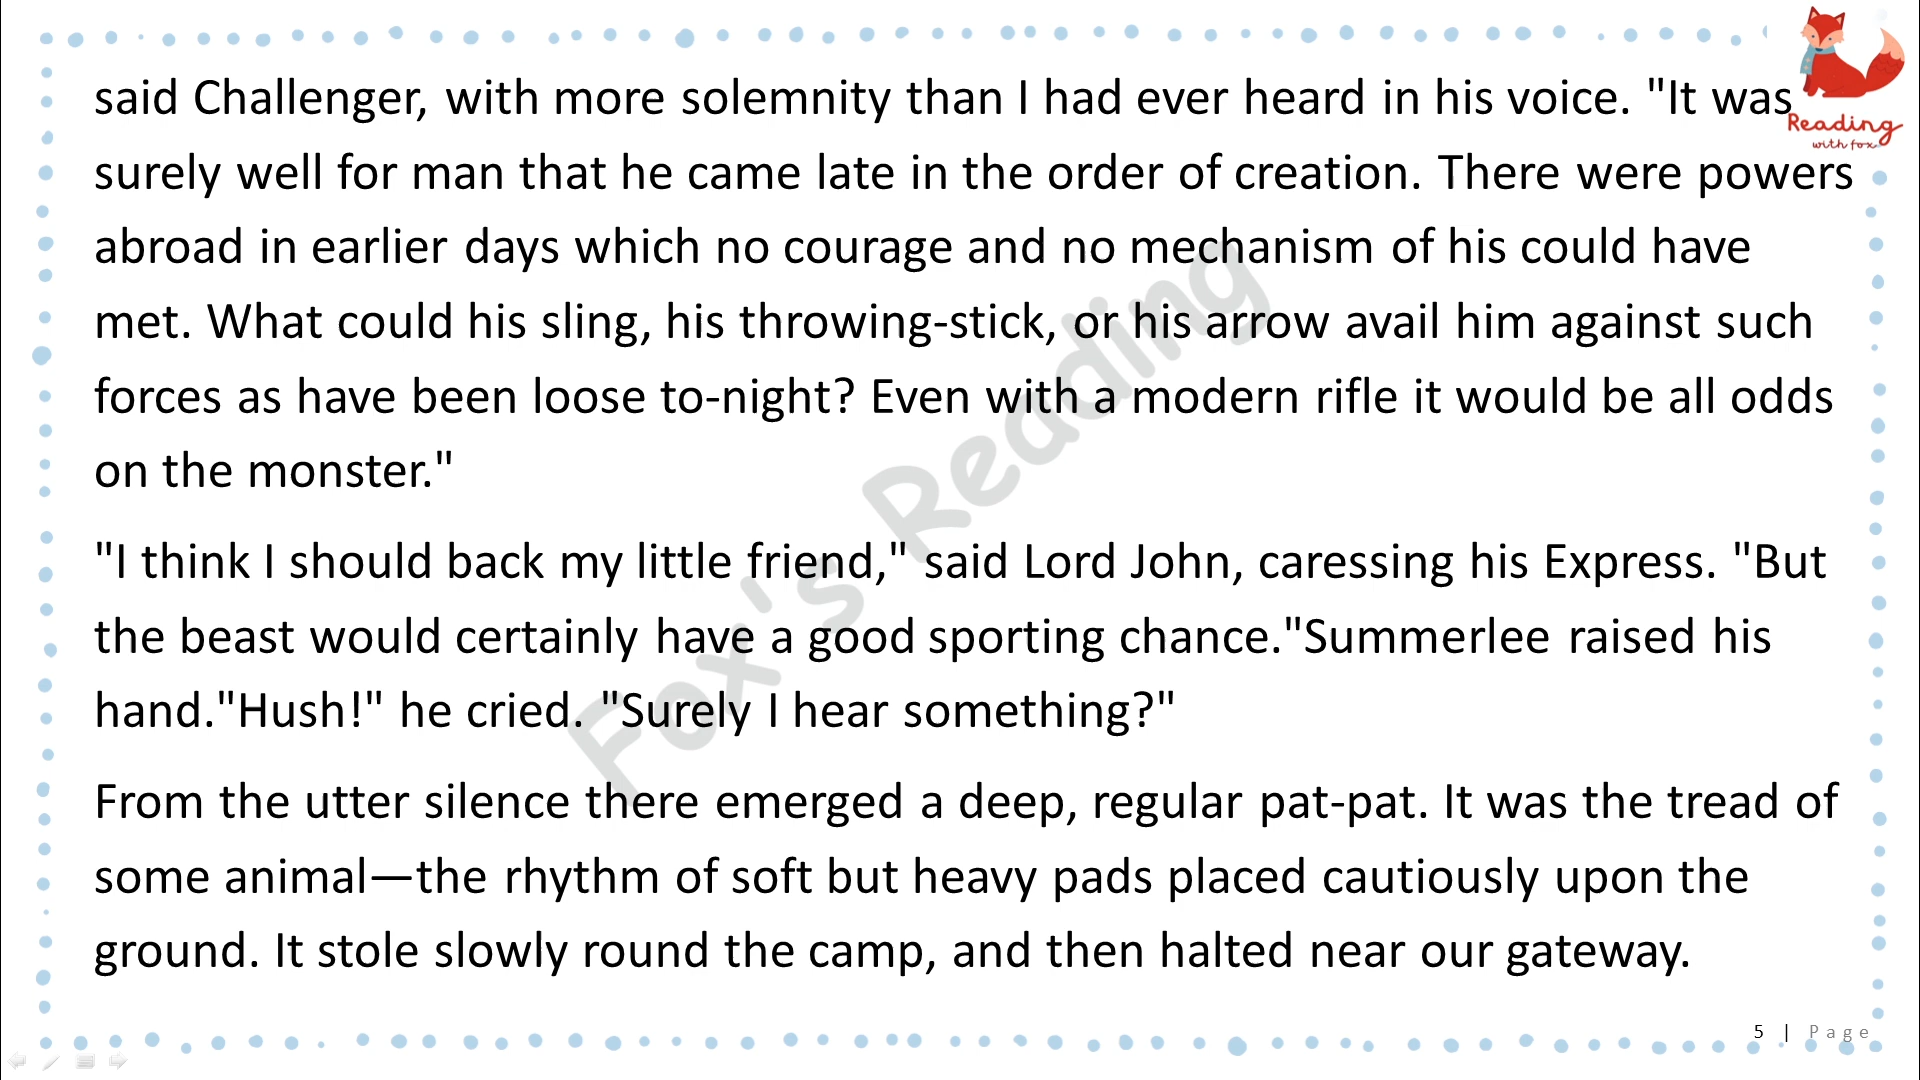 said Challenger, with more solemnity than I had ever heard in his voice. "It was
surely well for man that he came late in the order of creation. There were powers
abroad in earlier days which no courage and no mechanism of his could have
met. What could his sling, his throwing-stick, or his arrow avail him against such
forces as have been loose to-night? Even with a modern rifle it would be all odds
on the monster."
"I think I should back my little friend," said Lord John, caressing his Express. "But
the beast would certainly have a good sporting chance."Summerlee raised his
hand."Hush!" he cried. "Surely I hear something?"
From the utter silence there emerged a deep, regular pat-pat. It was the tread of
some animal—the rhythm of soft but heavy pads placed cautiously upon the
ground. It stole slowly round the camp, and then halted near our gateway.
5 | Page
Reading
with fox
Fox's Reading